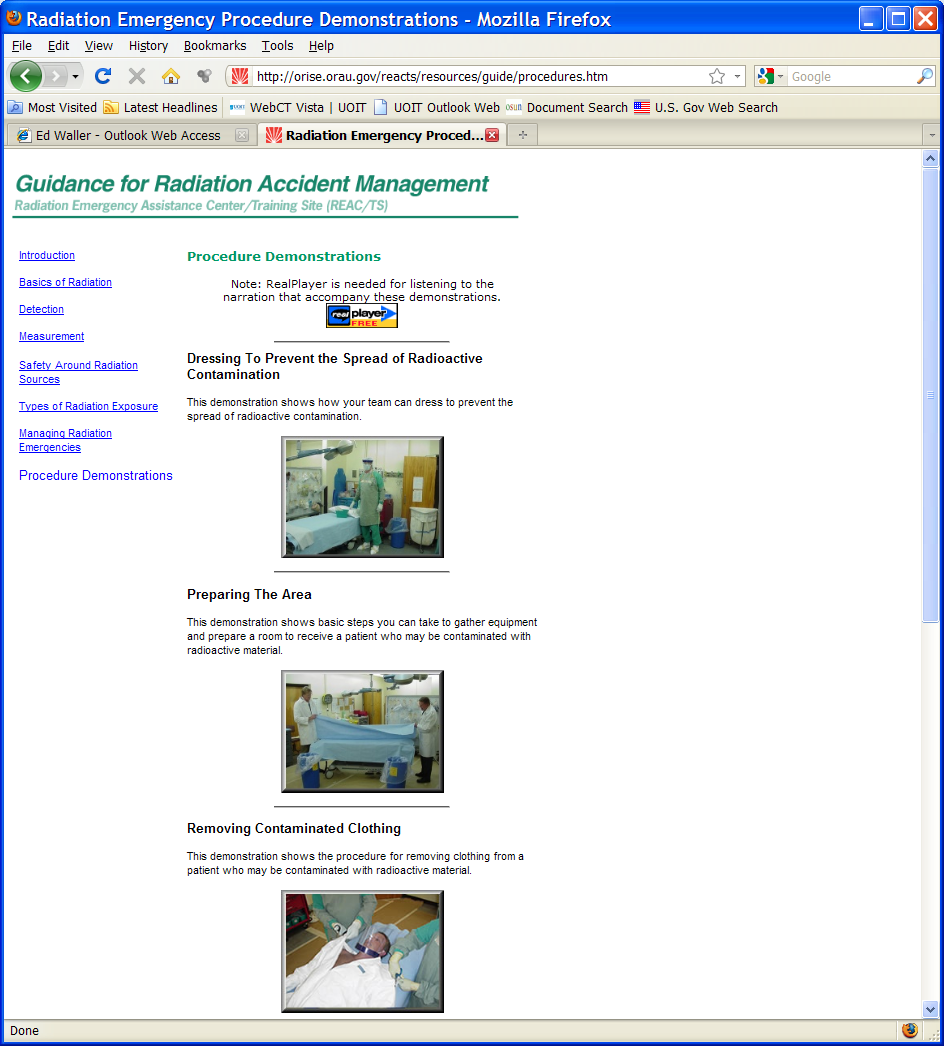 Radiation Emergency Procedure Demonstrations - Mozilla Firefox
File Edit View History Bookmarks Tools Help
http://orise.orau.gov/reacts/resources/guide/procedures.htm
Google
Most Visited Latest Headlines WebCT Vista | UOIT UOIT Outlook Web Document Search U.S. Gov Web Search
Ed Waller - Outlook Web Access Radiation Emergency Proced...
Guidance for Radiation Accident Management
Radiation Emergency Assistance Center/Training Site (REAC/TS)
Introduction
Basics of Radiation
Detection
Measurement
Safety Around Radiation
Sources
Types of Radiation Exposure
Managing Radiation
Emergencies
Procedure Demonstrations
Procedure Demonstrations
Note: RealPlayer is needed for listening to the
narration that accompany these demonstrations.
real player
FREE
Dressing To Prevent the Spread of Radioactive
Contamination
This demonstration shows how your team can dress to prevent the
spread of radioactive contamination.
Preparing The Area
This demonstration shows basic steps you can take to gather equipment
and prepare a room to receive a patient who may be contaminated with
radioactive material.
Removing Contaminated Clothing
This demonstration shows the procedure for removing clothing from a
patient who may be contaminated with radioactive material.
Done